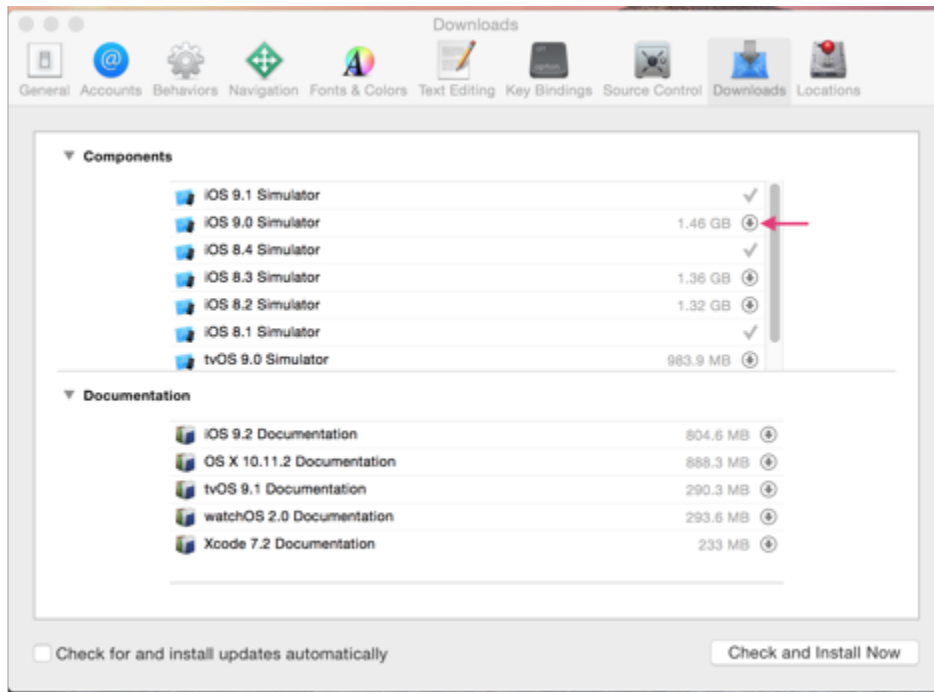 Downloads
General Accounts Behaviors Navigation Fonts & Colors Text Editing Key Bindings Source Control Downloads Locations
Components
iOS 9.1 Simulator
iOS 9.0 Simulator 1.46 GB
iOS 8.4 Simulator
iOS 8.3 Simulator 1.36 GB
iOS 8.2 Simulator 1.32 GB
iOS 8.1 Simulator
tvOS 9.0 Simulator 983.9 MB
Documentation
iOS 9.2 Documentation 804.6 MB
OS X 10.11.2 Documentation 888.3 MB
tvOS 9.1 Documentation 290.3 MB
watchOS 2.0 Documentation 293.6 MB
Xcode 7.2 Documentation 233 MB
Check for and install updates automatically Check and Install Now